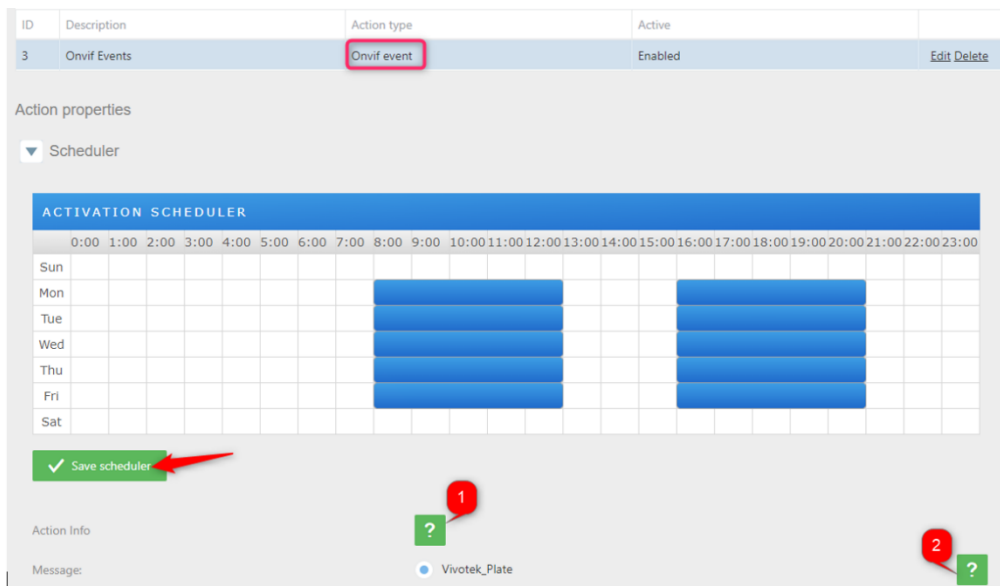 ID Description Action type Active
3 Onvif Events Onvif event Enabled Edit Delete
Action properties
Scheduler
ACTIVATION SCHEDULER
0:00 1:00 2:00 3:00 4:00 5:00 6:00 7:00 8:00 9:00 10:00 11:00 12:00 13:00 14:00 15:00 16:00 17:00 18:00 19:00 20:00 21:00 22:00 23:00
Sun
Mon
Tue
Wed
Thu
Fri
Sat
Save scheduler
1
Action Info ?
2
Message: Vivotek_Plate ?